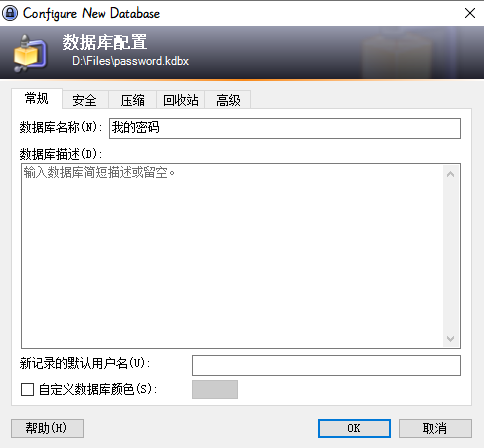 Configure New Database
数据库配置
D:\Files\password.kdbx
常规 安全 压缩 回收站 高级
数据库名称(N): 我的密码
数据库描述(D):
输入数据库简短描述或留空。
新记录的默认用户名(U):
自定义数据库颜色(S):
帮助(H) OK 取消